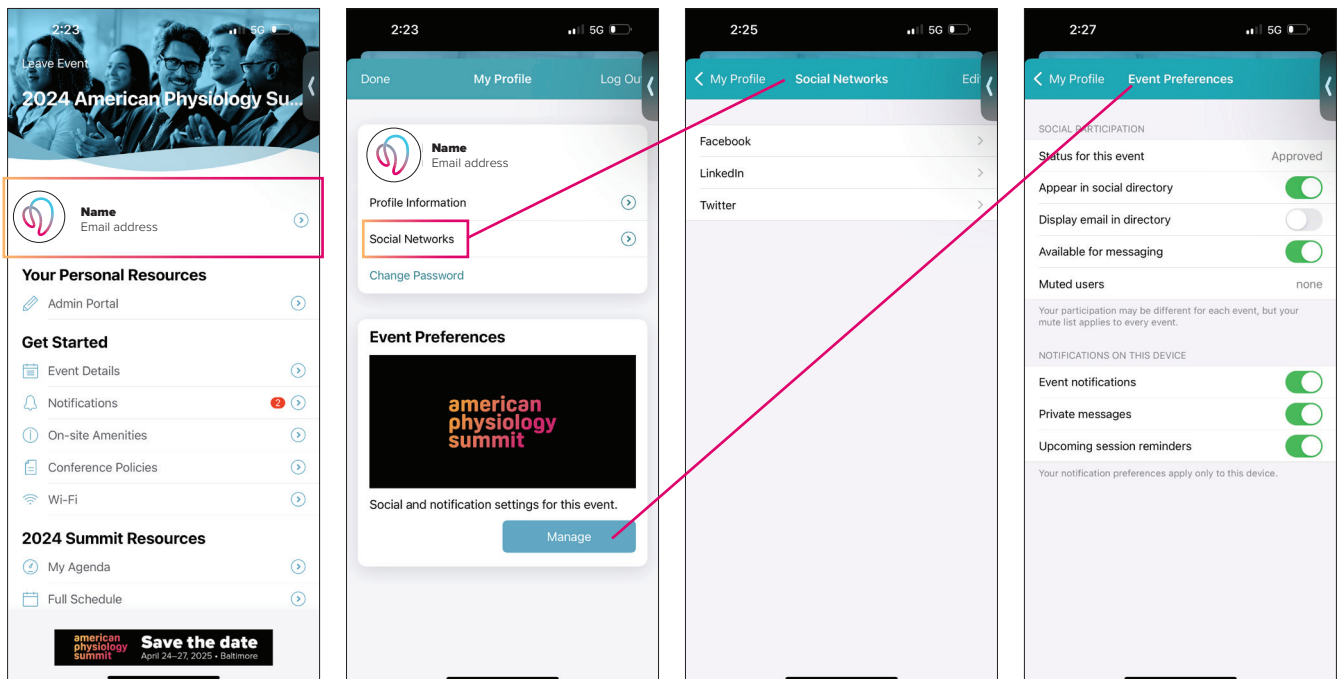 2:23
5G
Leave Event
2024 American Physiology Su...
Name
Email address
Your Personal Resources
Admin Portal
Get Started
Event Details
Notifications
2
On-site Amenities
Conference Policies
Wi-Fi
2024 Summit Resources
My Agenda
Full Schedule
american
physiology
summit
Save the date
April 24–27, 2025 • Baltimore
2:23
5G
Done
My Profile
Log Ou
Name
Email address
Profile Information
Social Networks
Change Password
Event Preferences
american
physiology
summit
Social and notification settings for this event.
Manage
2:25
5G
My Profile
Social Networks
Edi
Facebook
LinkedIn
Twitter
2:27
5G
My Profile
Event Preferences
SOCIAL PARTICIPATION
Status for this event
Approved
Appear in social directory
Display email in directory
Available for messaging
Muted users
none
Your participation may be different for each event, but your
mute list applies to every event.
NOTIFICATIONS ON THIS DEVICE
Event notifications
Private messages
Upcoming session reminders
Your notification preferences apply only to this device.